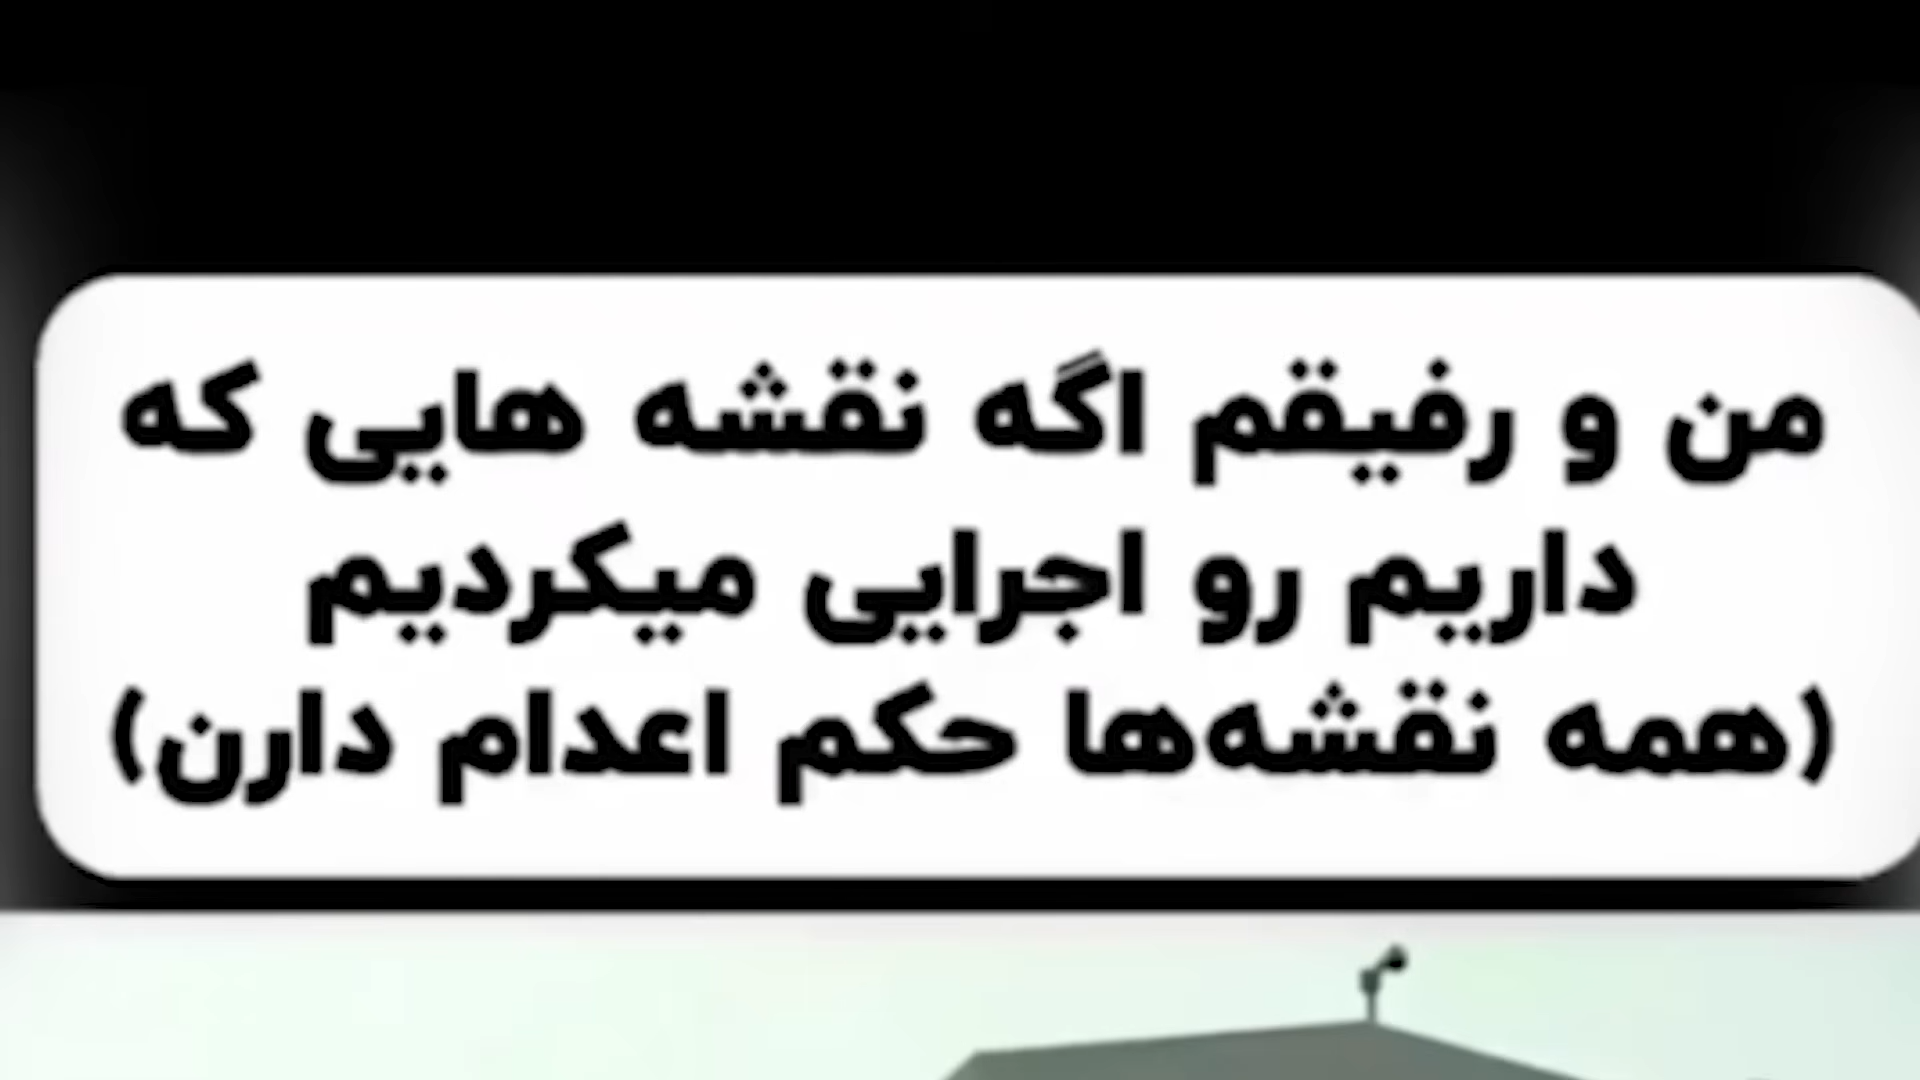 من و رفیقم اگه نقشه هایی که
داریم رو اجرایی میکردیم
(همه نقشه‌ها حکم اعدام دارن)